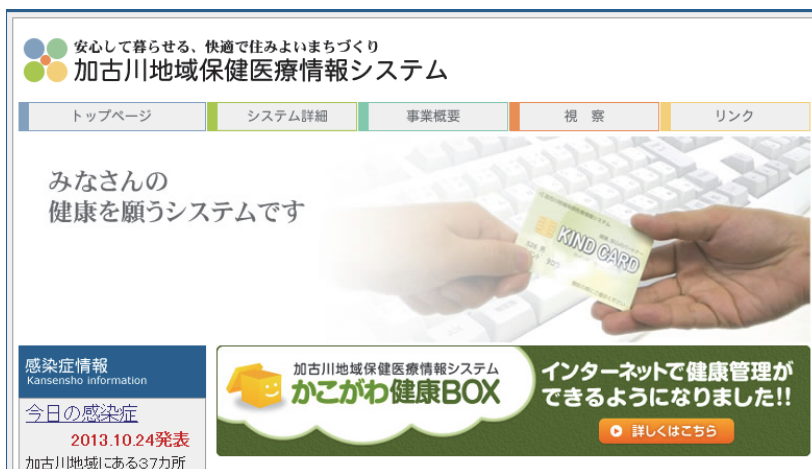 安心して暮らせる、快適で住みよいまちづくり
加古川地域保健医療情報システム
トップページ
システム詳細
事業概要
視 察
リンク
みなさんの
健康を願うシステムです
KIND CARD
感染症情報
Kansensho information
今日の感染症
2013.10.24発表
加古川地域にある37カ所
加古川地域保健医療情報システム
かこがわ健康BOX
インターネットで健康管理が
できるようになりました!!
詳しくはこちら